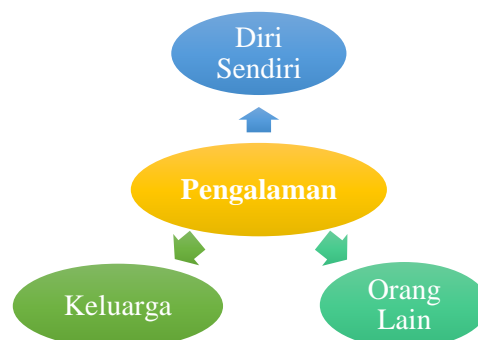 Diri
Sendiri
Pengalaman
Keluarga
Orang
Lain